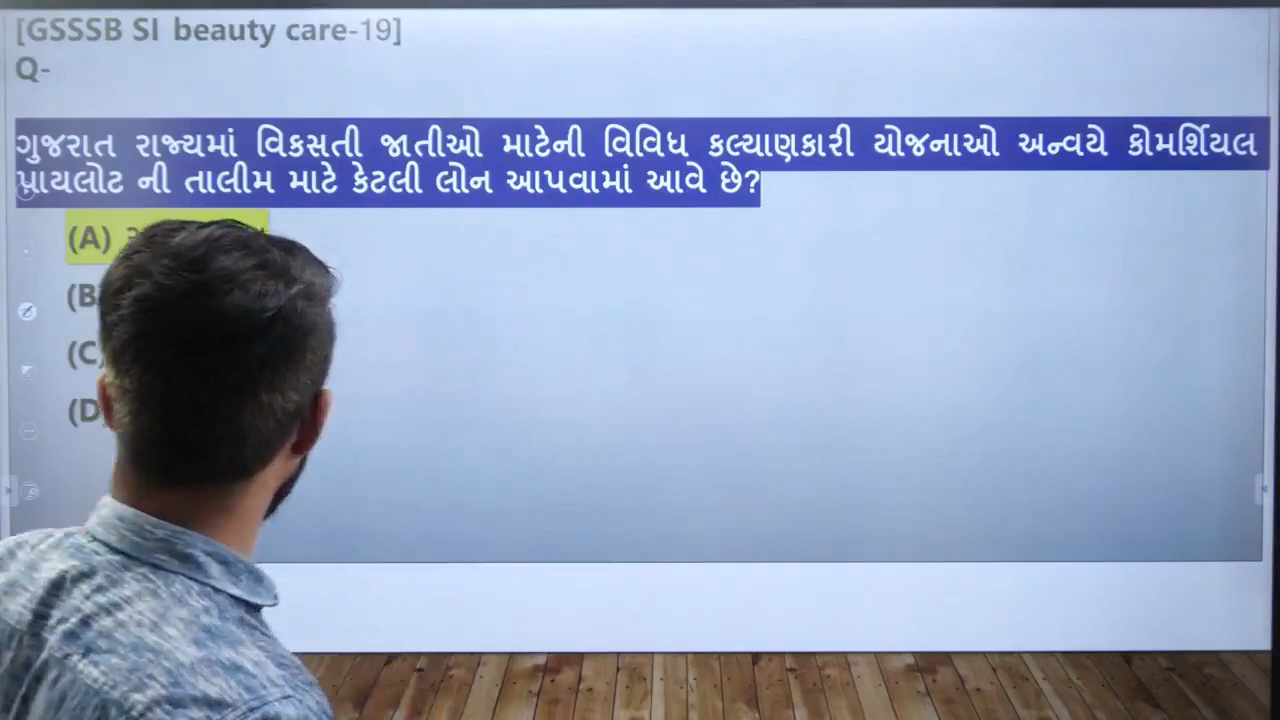 [GSSSB SI beauty care-19]
Q-
ગુજરાત રાજ્યમાં વિકસતી જાતીઓ માટેની વિવિધ કલ્યાણકારી યોજનાઓ અન્વયે કોમર્શિયલ
પાયલોટ ની તાલીમ માટે કેટલી લોન આપવામાં આવે છે?
(A)
(B
(C)
(D